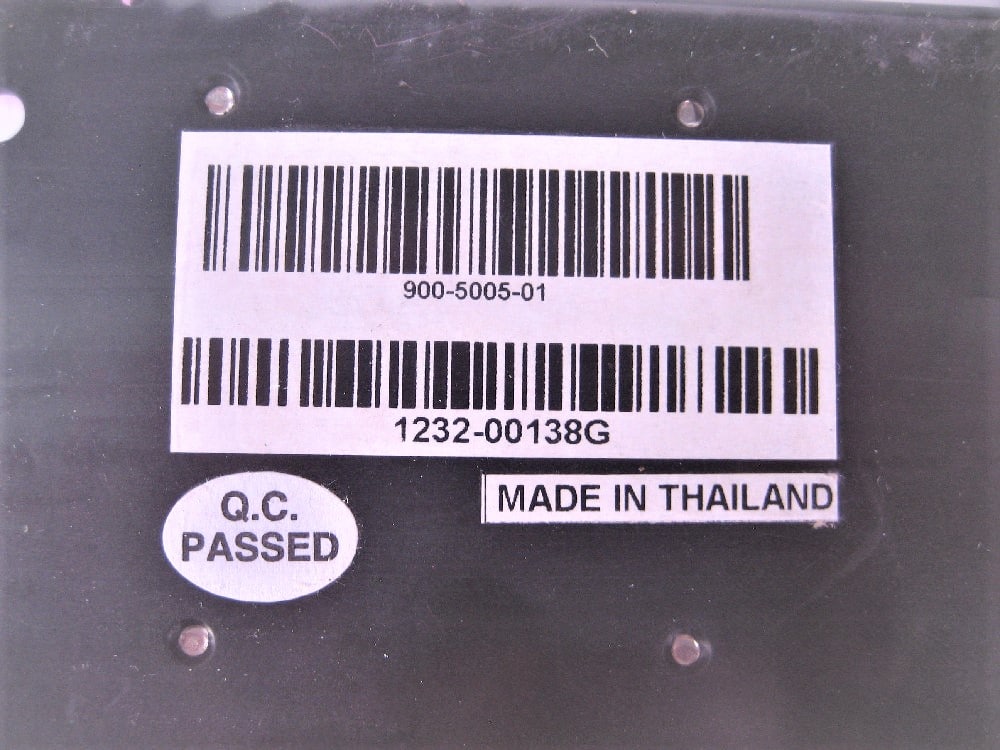 900-5005-01
1232-00138G
Q.C.
PASSED
MADE IN THAILAND